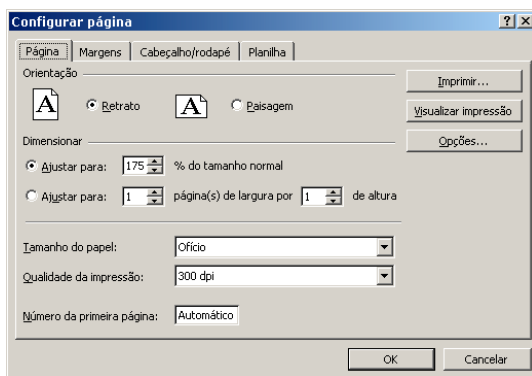 Configurar página
Página Margens Cabeçalho/rodapé Planilha
Orientação
A Retrato A Paisagem
Imprimir...
Visualizar impressão
Opções...
Dimensionar
Ajustar para: 175 % do tamanho normal
Ajustar para: 1 página(s) de largura por 1 de altura
Tamanho do papel: Ofício
Qualidade da impressão: 300 dpi
Número da primeira página: Automático
OK Cancelar